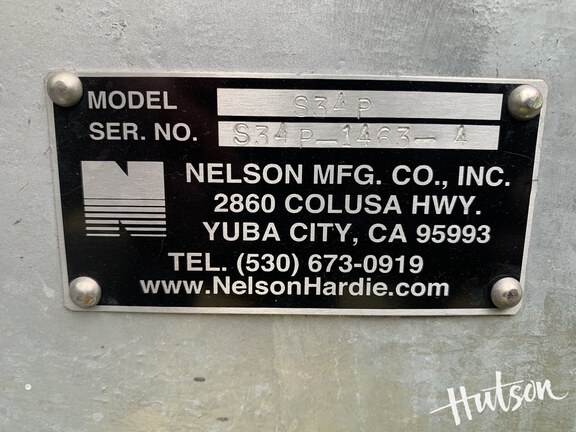 MODEL S34P
SER. NO. S34P-1463-4
N
NELSON MFG. CO., INC.
2860 COLUSA HWY.
YUBA CITY, CA 95993
TEL. (530) 673-0919
www.NelsonHardie.com
Hutson